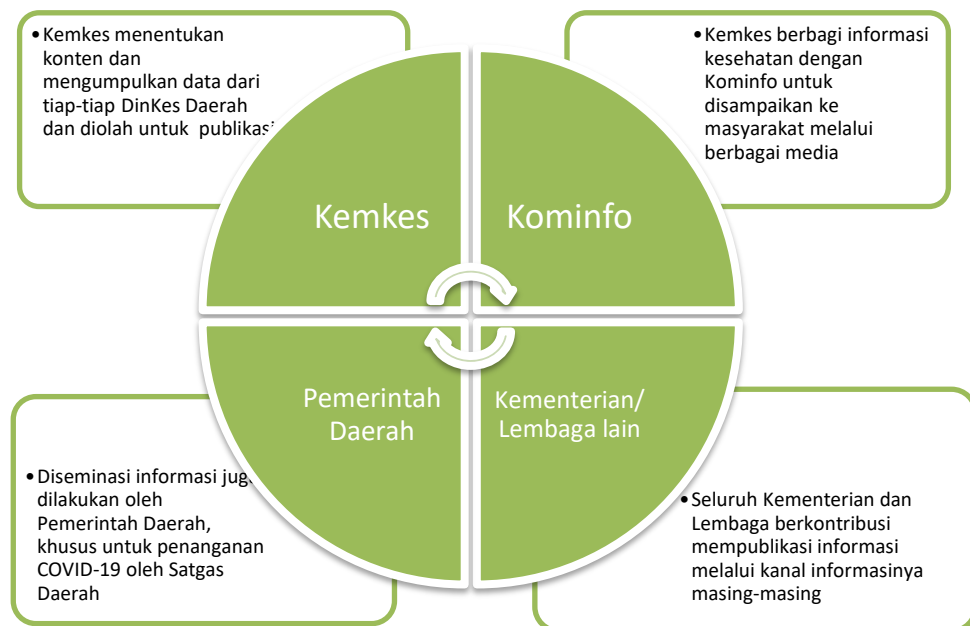 •Kemkes menentukan
konten dan
mengumpulkan data dari
tiap-tiap DinKes Daerah
dan diolah untuk publikasi
•Kemkes berbagi informasi
kesehatan dengan
Kominfo untuk
disampaikan ke
masyarakat melalui
berbagai media
Kemkes
Kominfo
Pemerintah
Daerah
Kementerian/
Lembaga lain
•Diseminasi informasi juga
dilakukan oleh
Pemerintah Daerah,
khusus untuk penanganan
COVID-19 oleh Satgas
Daerah
•Seluruh Kementerian dan
Lembaga berkontribusi
mempublikasi informasi
melalui kanal informasinya
masing-masing